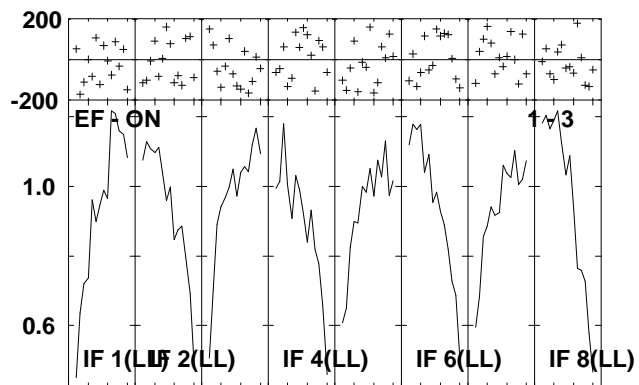 200
-200
EF - ON 1 - 3
1.0
0.6
IF 1(LL) IF 2(LL) IF 4(LL) IF 6(LL) IF 8(LL)